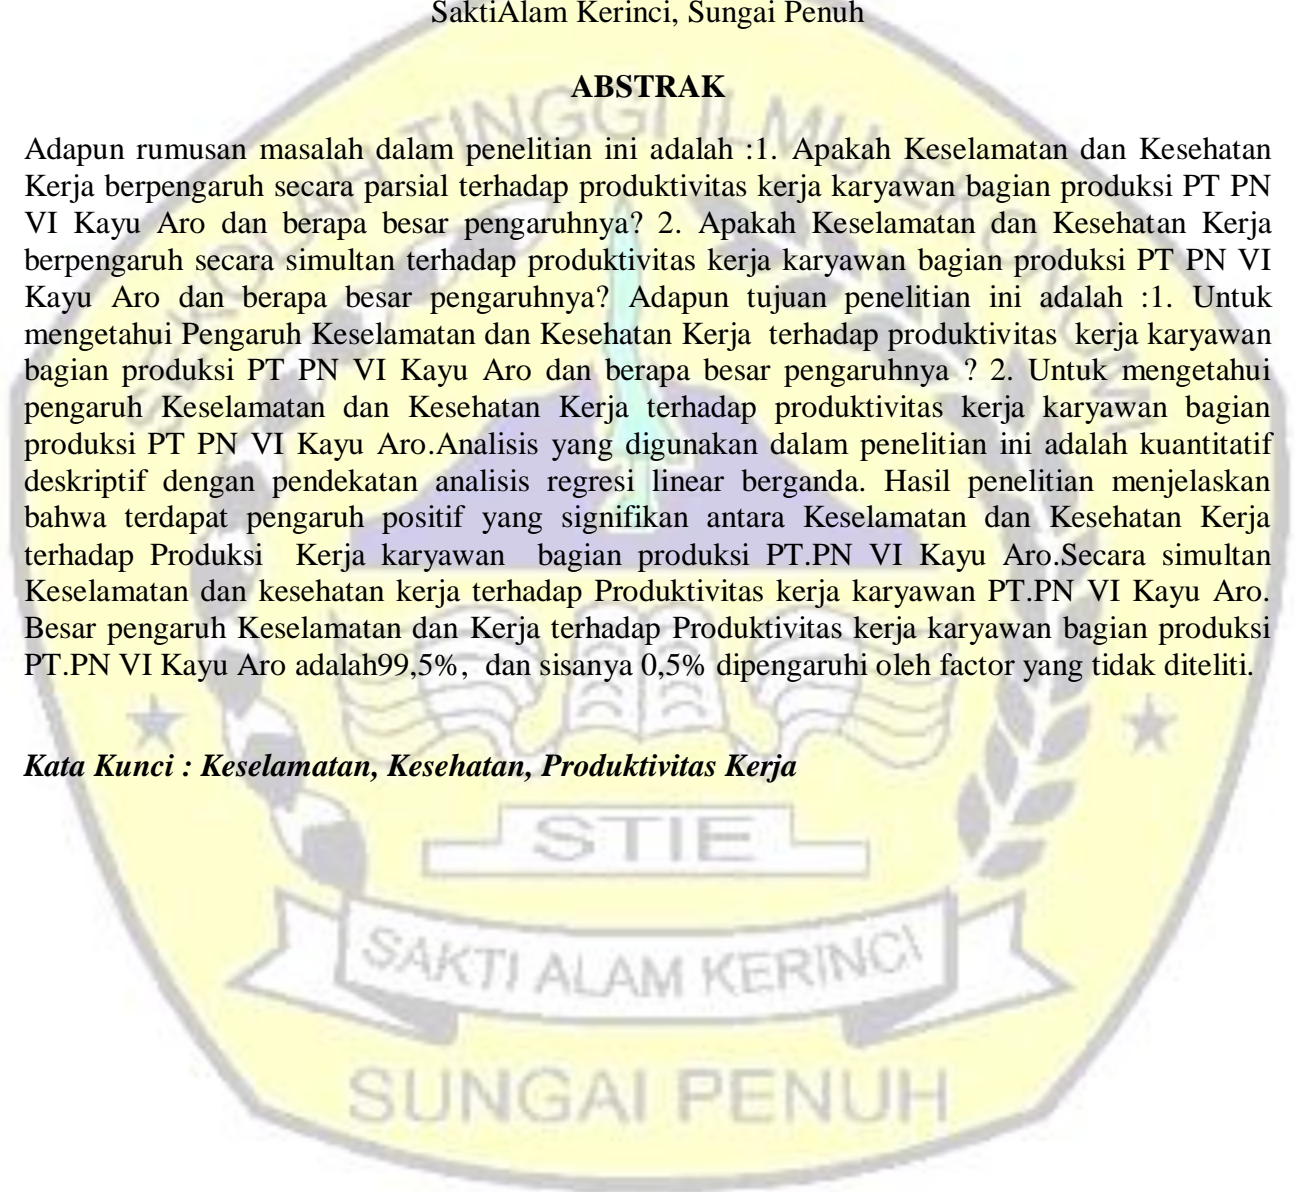 SaktiAlam Kerinci, Sungai Penuh
ABSTRAK
Adapun rumusan masalah dalam penelitian ini adalah :1. Apakah Keselamatan dan Kesehatan
Kerja berpengaruh secara parsial terhadap produktivitas kerja karyawan bagian produksi PT PN
VI Kayu Aro dan berapa besar pengaruhnya? 2. Apakah Keselamatan dan Kesehatan Kerja
berpengaruh secara simultan terhadap produktivitas kerja karyawan bagian produksi PT PN VI
Kayu Aro dan berapa besar pengaruhnya? Adapun tujuan penelitian ini adalah :1. Untuk
mengetahui Pengaruh Keselamatan dan Kesehatan Kerja  terhadap produktivitas  kerja karyawan
bagian produksi PT PN VI Kayu Aro dan berapa besar pengaruhnya ? 2. Untuk mengetahui
pengaruh Keselamatan dan Kesehatan Kerja terhadap produktivitas kerja karyawan bagian
produksi PT PN VI Kayu Aro.Analisis yang digunakan dalam penelitian ini adalah kuantitatif
deskriptif dengan pendekatan analisis regresi linear berganda. Hasil penelitian menjelaskan
bahwa terdapat pengaruh positif yang signifikan antara Keselamatan dan Kesehatan Kerja
terhadap Produksi  Kerja karyawan  bagian produksi PT.PN VI Kayu Aro.Secara simultan
Keselamatan dan kesehatan kerja terhadap Produktivitas kerja karyawan PT.PN VI Kayu Aro.
Besar pengaruh Keselamatan dan Kerja terhadap Produktivitas kerja karyawan bagian produksi
PT.PN VI Kayu Aro adalah99,5%,  dan sisanya 0,5% dipengaruhi oleh factor yang tidak diteliti.
Kata Kunci : Keselamatan, Kesehatan, Produktivitas Kerja
STIE
SAKTI ALAM KERINCI
SUNGAI PENUH